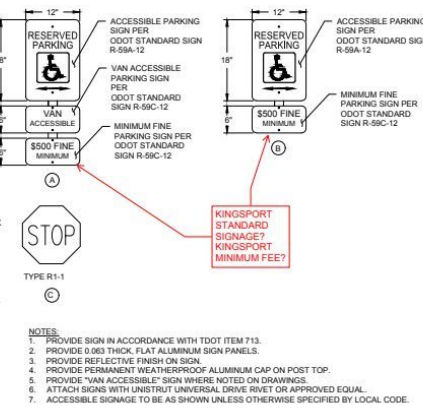 12"
RESERVED
PARKING
8"
VAN
ACCESSIBLE
6"
$500 FINE
MINIMUM
6"
A
ACCESSIBLE PARKING
SIGN PER
ODOT STANDARD SIGN
R-59A-12
VAN ACCESSIBLE
PARKING SIGN
PER
ODOT STANDARD
SIGN R-59C-12
MINIMUM FINE
PARKING SIGN PER
ODOT STANDARD
SIGN R-59C-12
12"
RESERVED
PARKING
18"
$500 FINE
MINIMUM
6"
B
ACCESSIBLE PARKING
SIGN PER
ODOT STANDARD SIG
R-59A-12
MINIMUM FINE
PARKING SIGN PER
ODOT STANDARD
SIGN R-59C-12
KINGSPORT
STANDARD
SIGNAGE?
KINGSPORT
MINIMUM FEE?
STOP
TYPE R1-1
C
NOTES:
1. PROVIDE SIGN IN ACCORDANCE WITH TDOT ITEM 713.
2. PROVIDE 0.063 THICK, FLAT ALUMINUM SIGN PANELS.
3. PROVIDE REFLECTIVE FINISH ON SIGN.
4. PROVIDE PERMANENT WEATHERPROOF ALUMINUM CAP ON POST TOP.
5. PROVIDE "VAN ACCESSIBLE" SIGN WHERE NOTED ON DRAWINGS.
6. ATTACH SIGNS WITH UNISTRUT UNIVERSAL DRIVE RIVET OR APPROVED EQUAL.
7. ACCESSIBLE SIGNAGE TO BE AS SHOWN UNLESS OTHERWISE SPECIFIED BY LOCAL CODE.